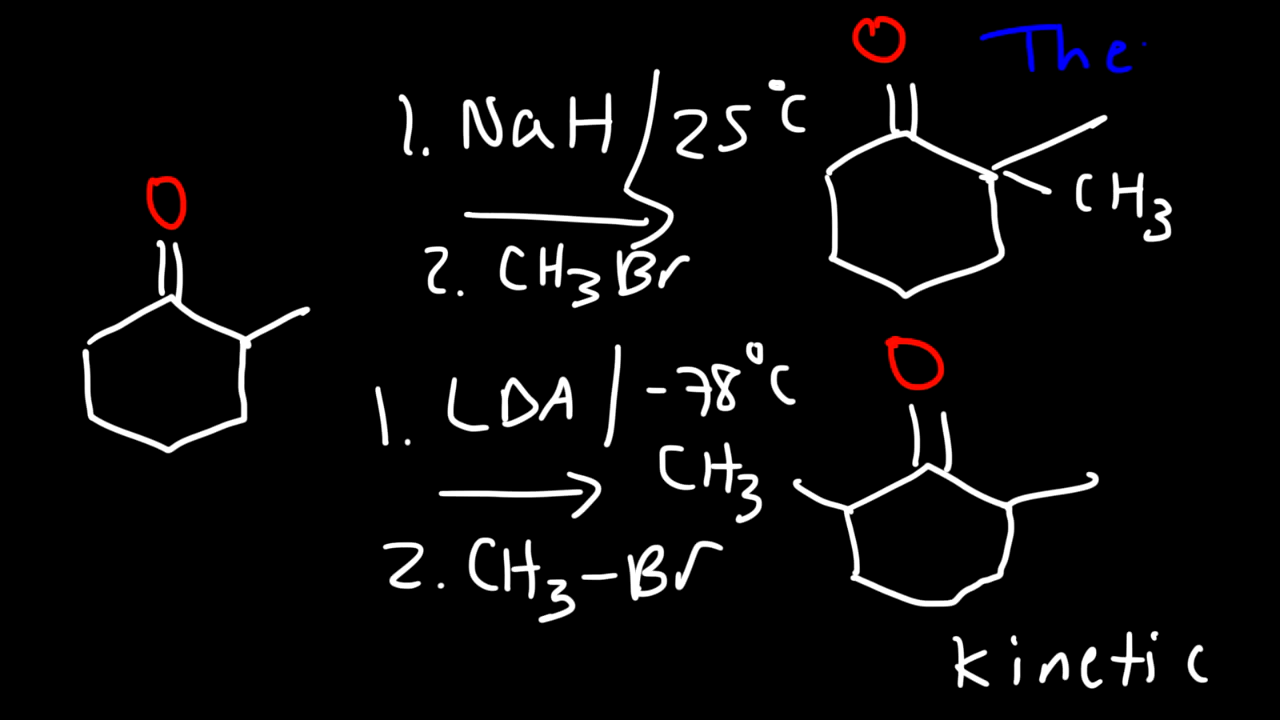 O
The
1. NaH / 25°C
CH3
2. CH3Br
O
O
1. LDA / -78°C
CH3
2. CH3-Br
kinetic